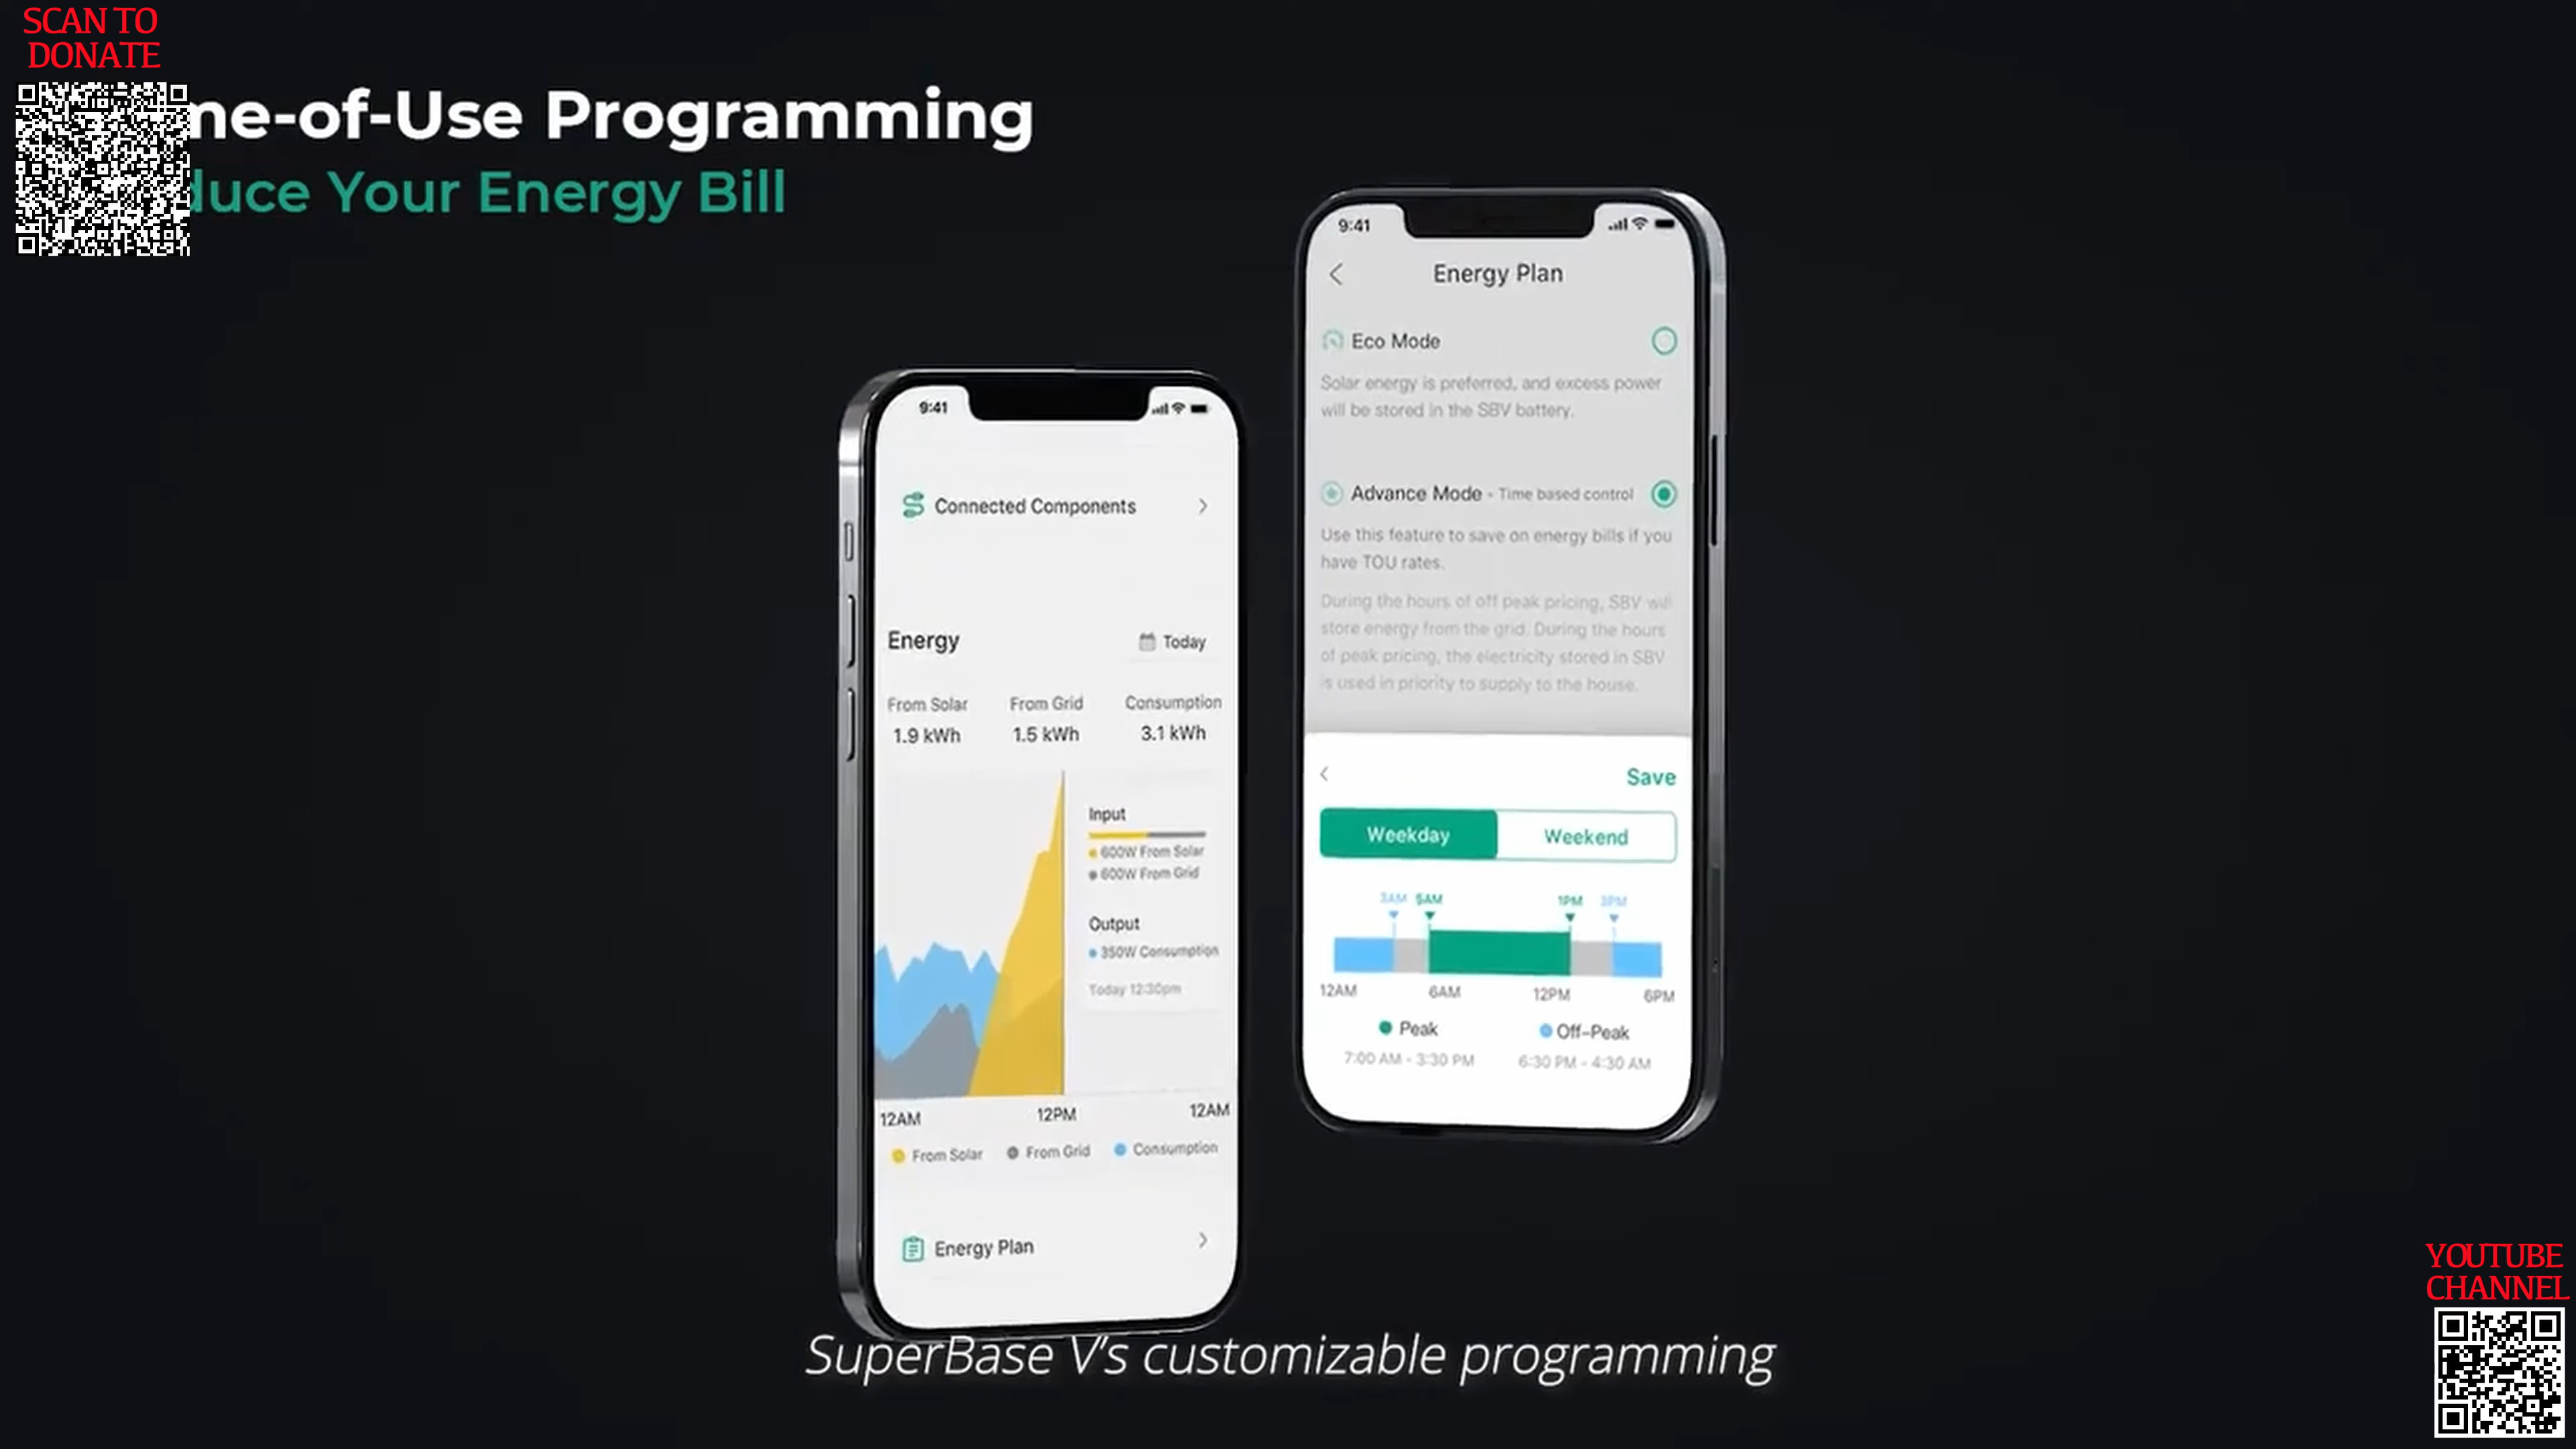 SCAN TO
DONATE
ne-of-Use Programming
duce Your Energy Bill
9:41
Connected Components
Energy
Today
From Solar From Grid Consumption
1.9 kWh 1.5 kWh 3.1 kWh
Input
600W From Solar
600W From Grid
Output
350W Consumption
Today 12:30pm
12AM 12PM 12AM
From Solar From Grid Consumption
Energy Plan
9:41
Energy Plan
Eco Mode
Solar energy is preferred, and excess power
will be stored in the SBV battery.
Advance Mode - Time based control
Use this feature to save on energy bills if you
have TOU rates.
During the hours of off peak pricing, SBV will
store energy from the grid. During the hours
of peak pricing, the electricity stored in SBV
is used in priority to supply to the house.
Save
Weekday Weekend
3AM 5AM 1PM 3PM
12AM 6AM 12PM 6PM
Peak Off-Peak
7:00 AM - 3:30 PM 6:30 PM - 4:30 AM
SuperBase V's customizable programming
YOUTUBE
CHANNEL